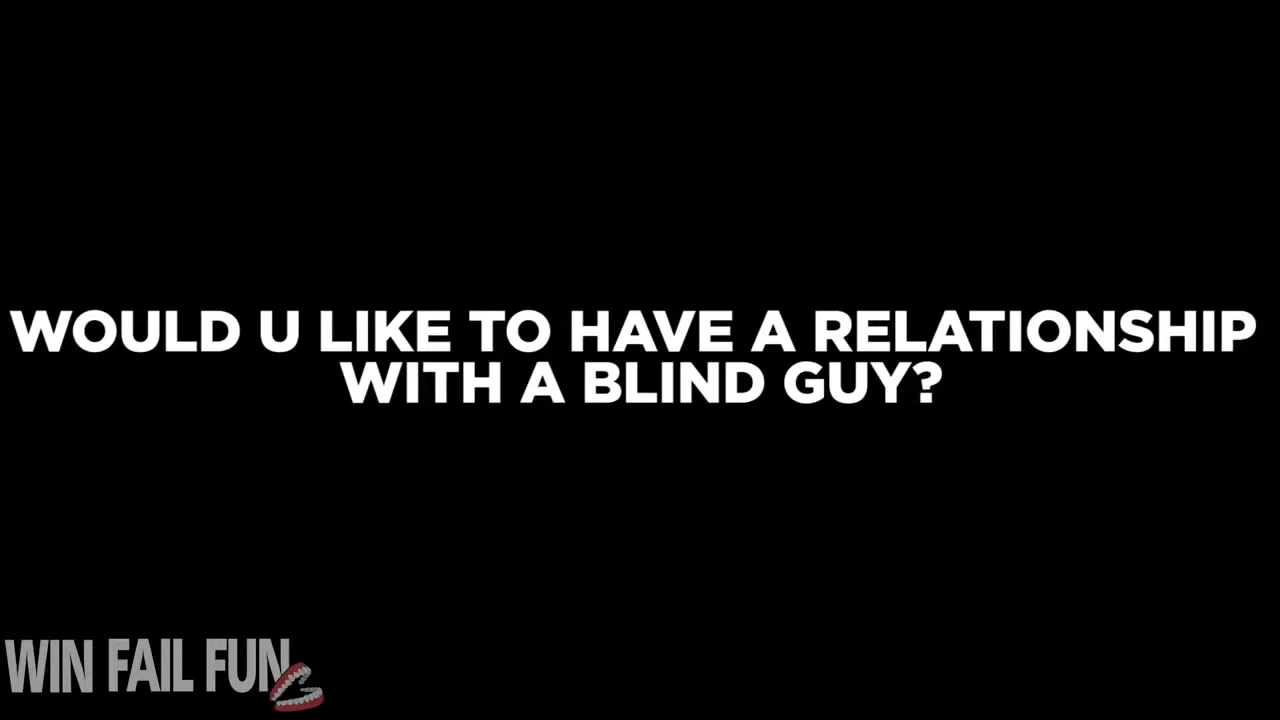 WOULD U LIKE TO HAVE A RELATIONSHIP
WITH A BLIND GUY?
WIN FAIL FUN